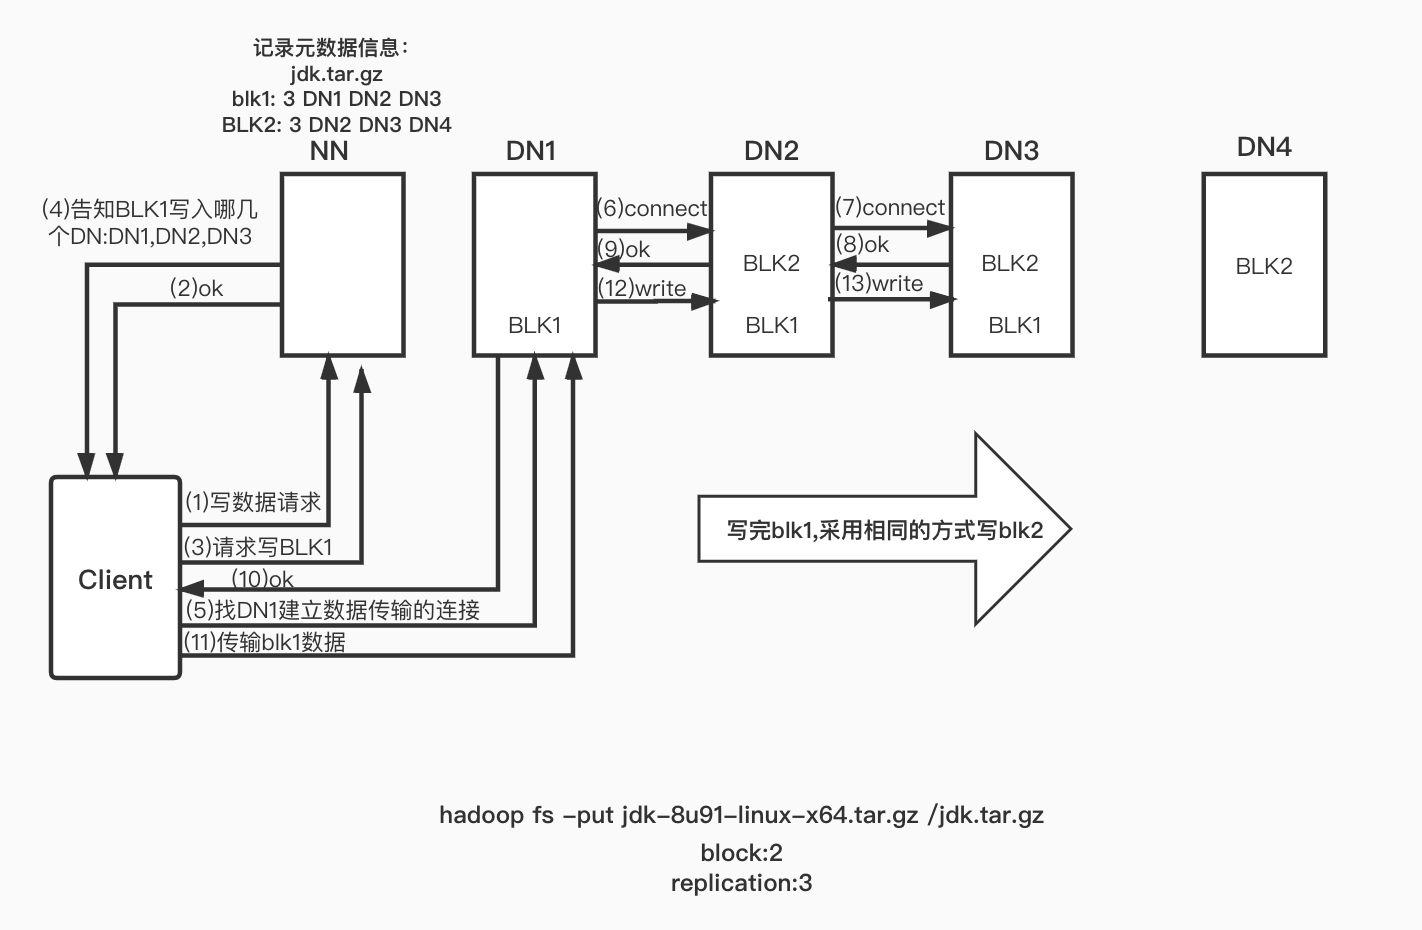 记录元数据信息：
jdk.tar.gz
blk1: 3 DN1 DN2 DN3
BLK2: 3 DN2 DN3 DN4
NN
DN1
DN2
DN3
DN4
(4)告知BLK1写入哪几
个DN:DN1,DN2,DN3
(2)ok
(6)connect
(9)ok
(12)write
(7)connect
(8)ok
(13)write
BLK1
BLK2
BLK1
BLK2
BLK1
BLK2
Client
(1)写数据请求
(3)请求写BLK1
(10)ok
(5)找DN1建立数据传输的连接
(11)传输blk1数据
写完blk1,采用相同的方式写blk2
hadoop fs -put jdk-8u91-linux-x64.tar.gz /jdk.tar.gz
block:2
replication:3